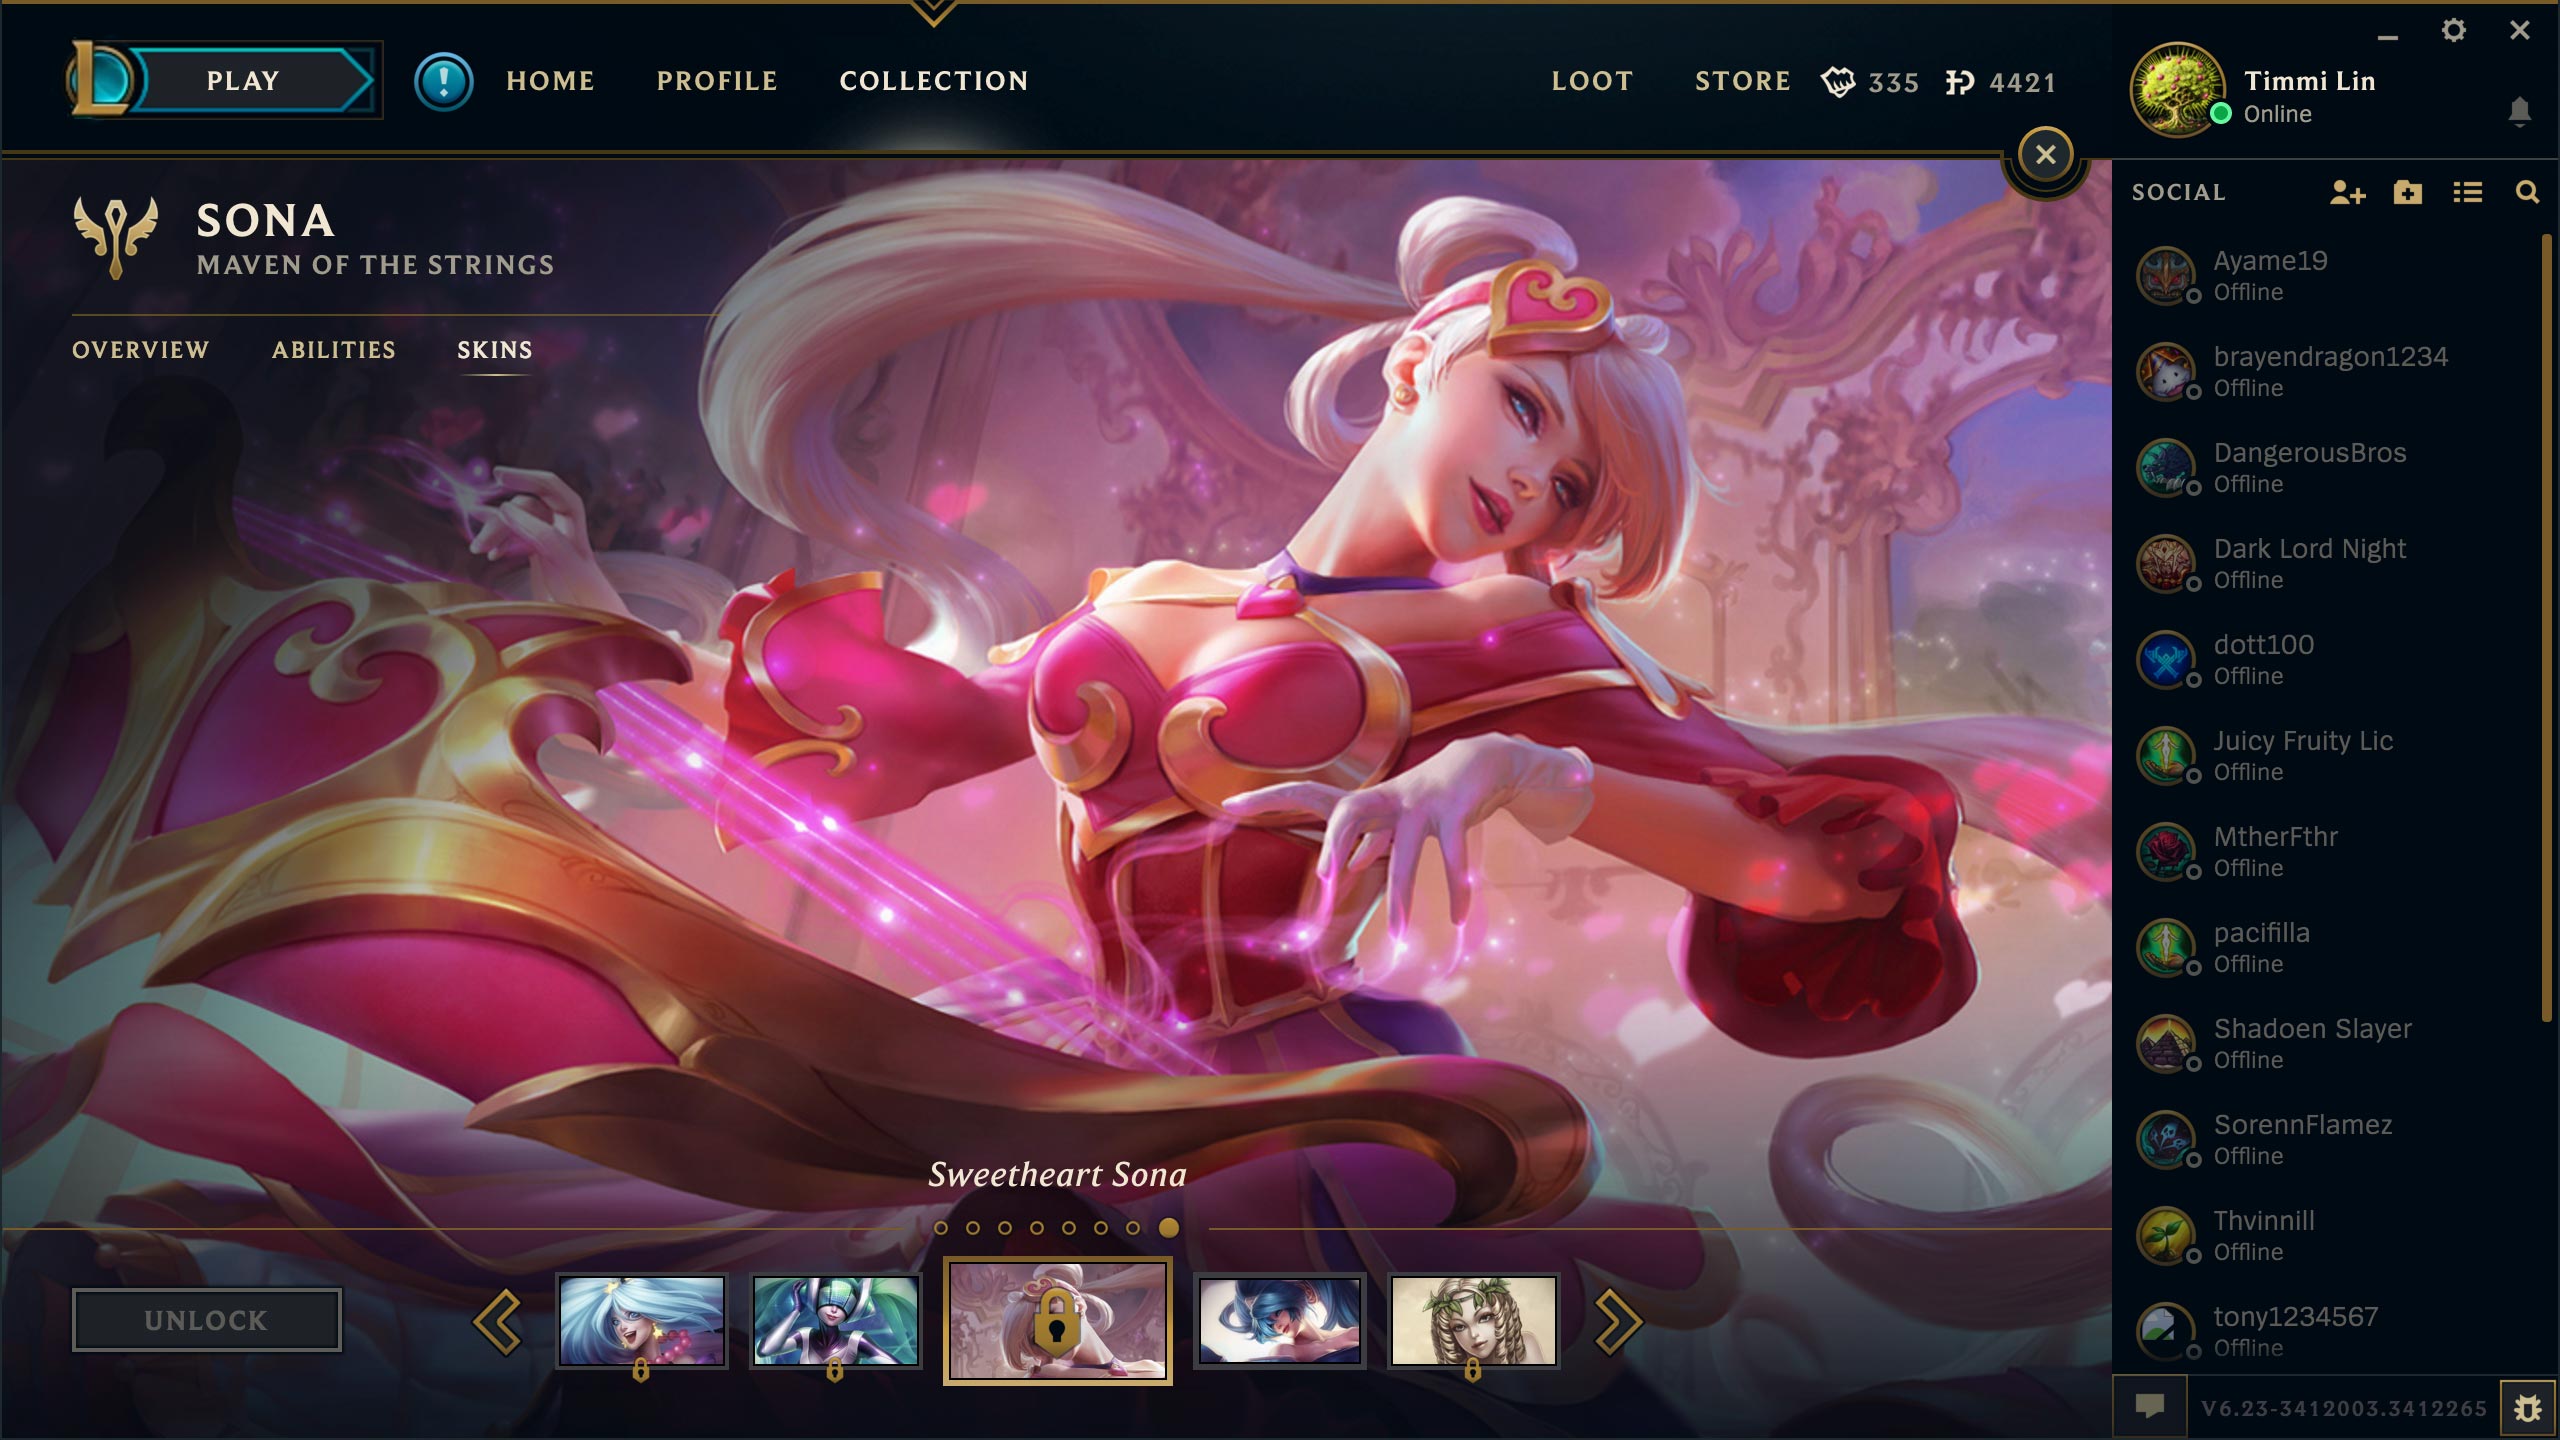 PLAY
HOME
PROFILE
COLLECTION
LOOT
STORE
335
4421
Timmi Lin
Online
SONA
MAVEN OF THE STRINGS
OVERVIEW
ABILITIES
SKINS
SOCIAL
Ayame19
Offline
brayendragon1234
Offline
DangerousBros
Offline
Dark Lord Night
Offline
dott100
Offline
Juicy Fruity Lic
Offline
MtherFthr
Offline
pacifilla
Offline
Shadoen Slayer
Offline
SorennFlamez
Offline
Thvinnill
Offline
tony1234567
Offline
Sweetheart Sona
UNLOCK
V6.23-3412003.3412265